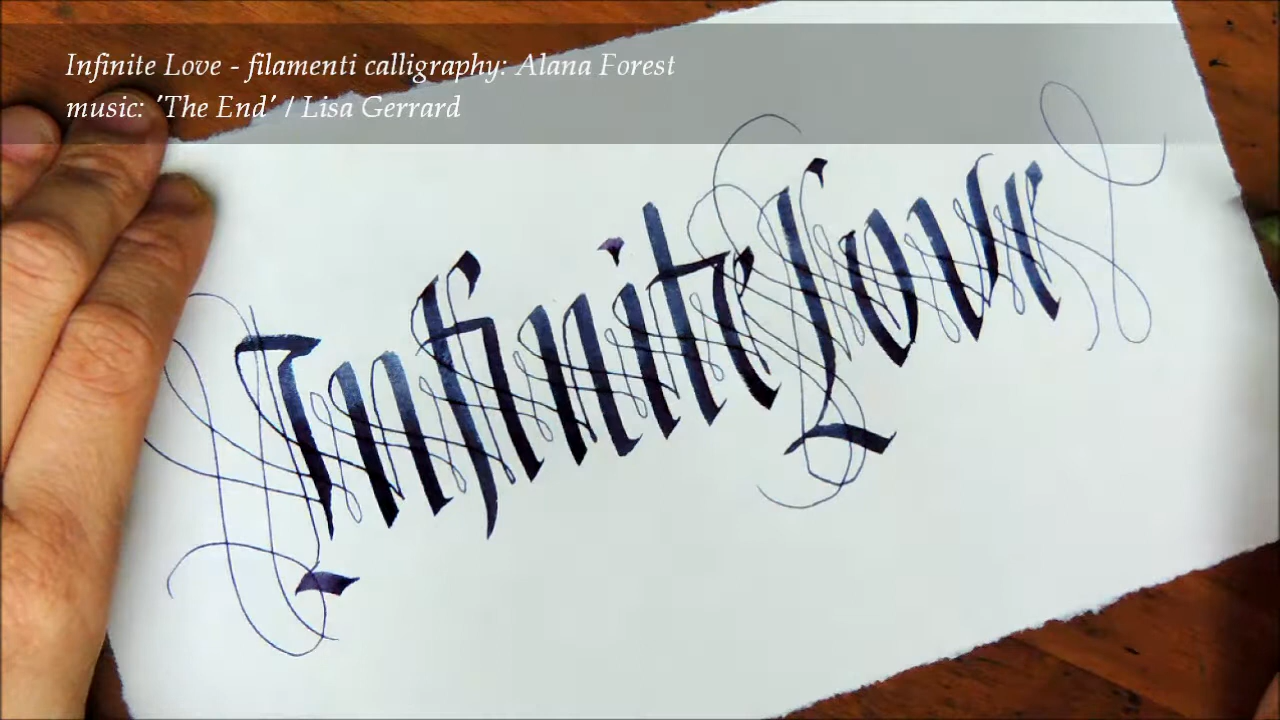 Infinite Love - filamenti calligraphy: Alana Forest
music: 'The End' / Lisa Gerrard
Infinite Love